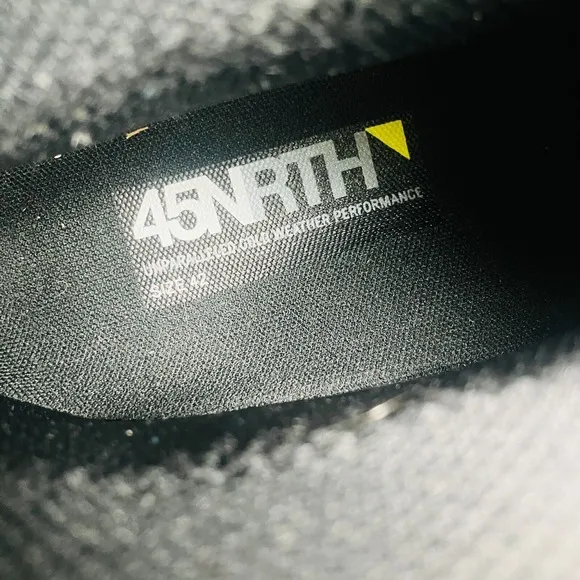 45NRTH
UNPARALLELED COLD WEATHER PERFORMANCE
SIZE 42